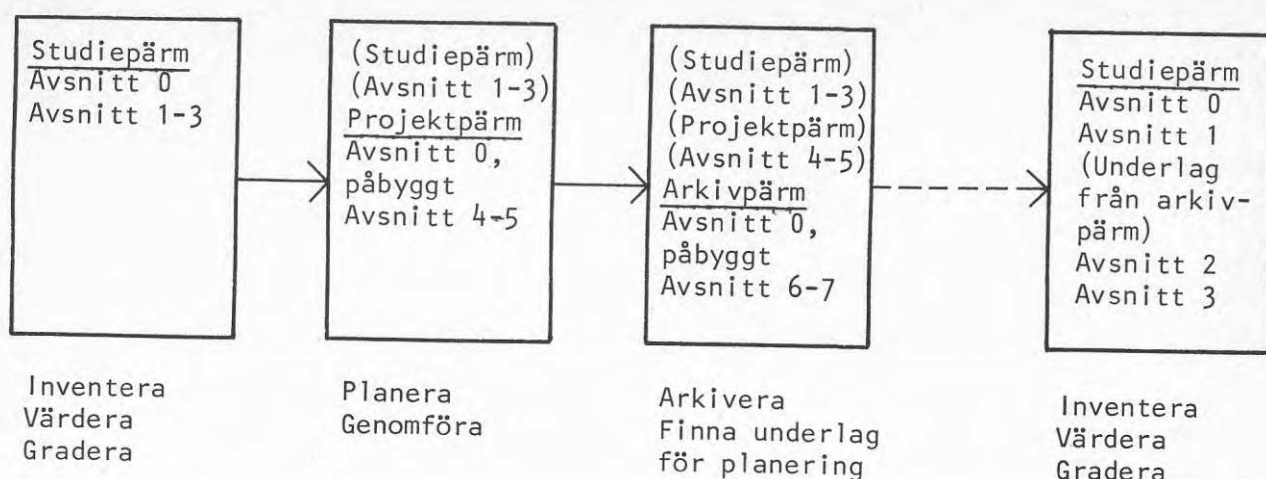 Studiepärm
Avsnitt 0
Avsnitt 1-3
(Studiepärm)
(Avsnitt 1-3)
Projektpärm
Avsnitt 0,
påbyggt
Avsnitt 4-5
(Studiepärm)
(Avsnitt 1-3)
(Projektpärm)
(Avsnitt 4-5)
Arkivpärm
Avsnitt 0,
påbyggt
Avsnitt 6-7
Studiepärm
Avsnitt 0
Avsnitt 1
(Underlag
från arkiv-
pärm)
Avsnitt 2
Avsnitt 3
Inventera
Värdera
Gradera
Planera
Genomföra
Arkivera
Finna underlag
för planering
Inventera
Värdera
Gradera